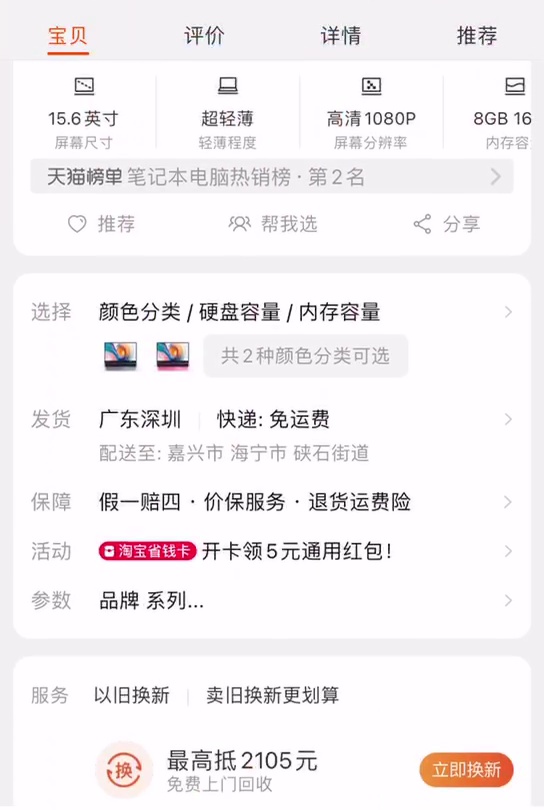 宝贝 评价 详情 推荐
15.6英寸 超轻薄 高清1080P 8GB 16
屏幕尺寸 轻薄程度 屏幕分辨率 内存容
天猫榜单 笔记本电脑热销榜·第2名
推荐 帮我选 分享
选择 颜色分类 / 硬盘容量 / 内存容量
共2种颜色分类可选
发货 广东深圳 快递: 免运费
配送至: 嘉兴市 海宁市 硖石街道
保障 假一赔四 · 价保服务 · 退货运费险
活动 淘宝省钱卡 开卡领5元通用红包!
参数 品牌 系列...
服务 以旧换新 卖旧换新更划算
换 最高抵2105元 立即换新
免费上门回收